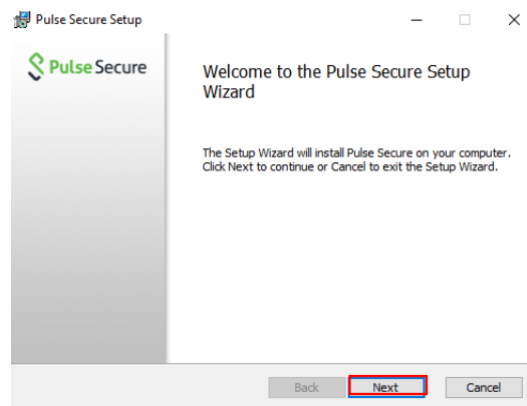 Pulse Secure Setup
Pulse Secure
Welcome to the Pulse Secure Setup
Wizard
The Setup Wizard will install Pulse Secure on your computer.
Click Next to continue or Cancel to exit the Setup Wizard.
Back Next Cancel